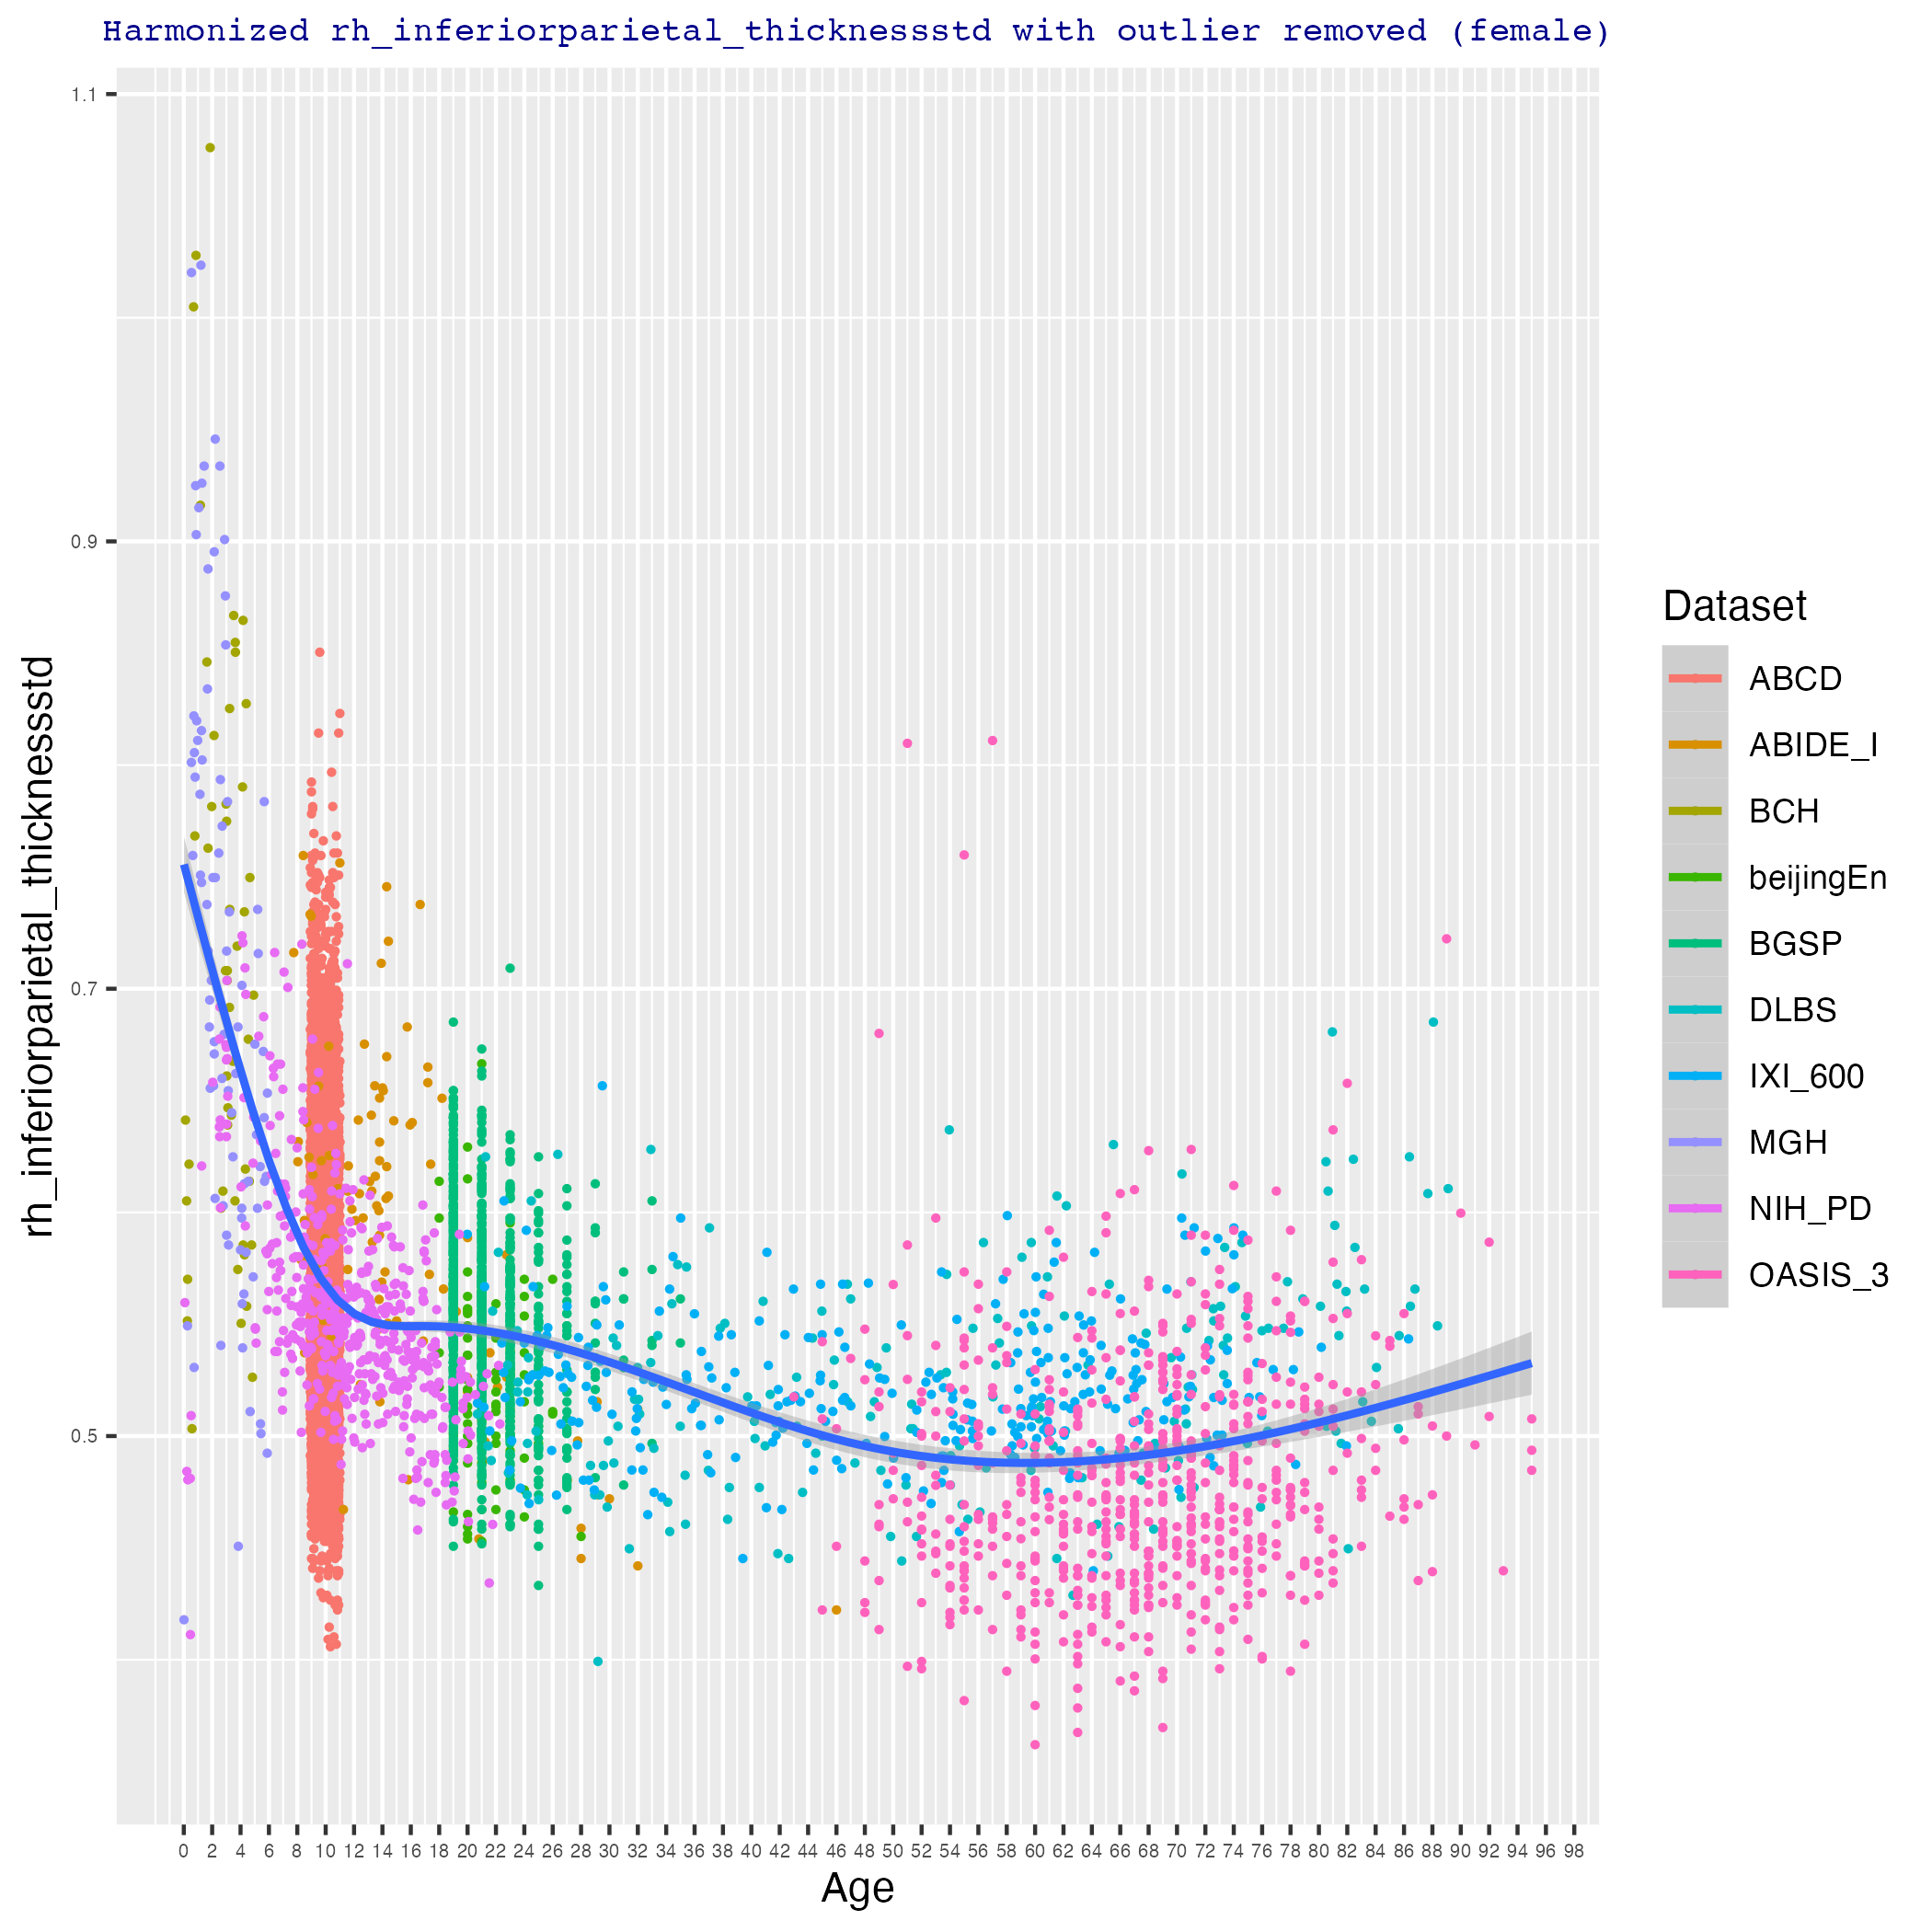 Harmonized rh_inferiorparietal_thicknessstd with outlier removed (female)
rh_inferiorparietal_thicknessstd
1.1
0.9
0.7
0.5
0 2 4 6 8 10 12 14 16 18 20 22 24 26 28 30 32 34 36 38 40 42 44 46 48 50 52 54 56 58 60 62 64 66 68 70 72 74 76 78 80 82 84 86 88 90 92 94 96 98
Age
Dataset
ABCD
ABIDE_I
BCH
beijingEn
BGSP
DLBS
IXI_600
MGH
NIH_PD
OASIS_3